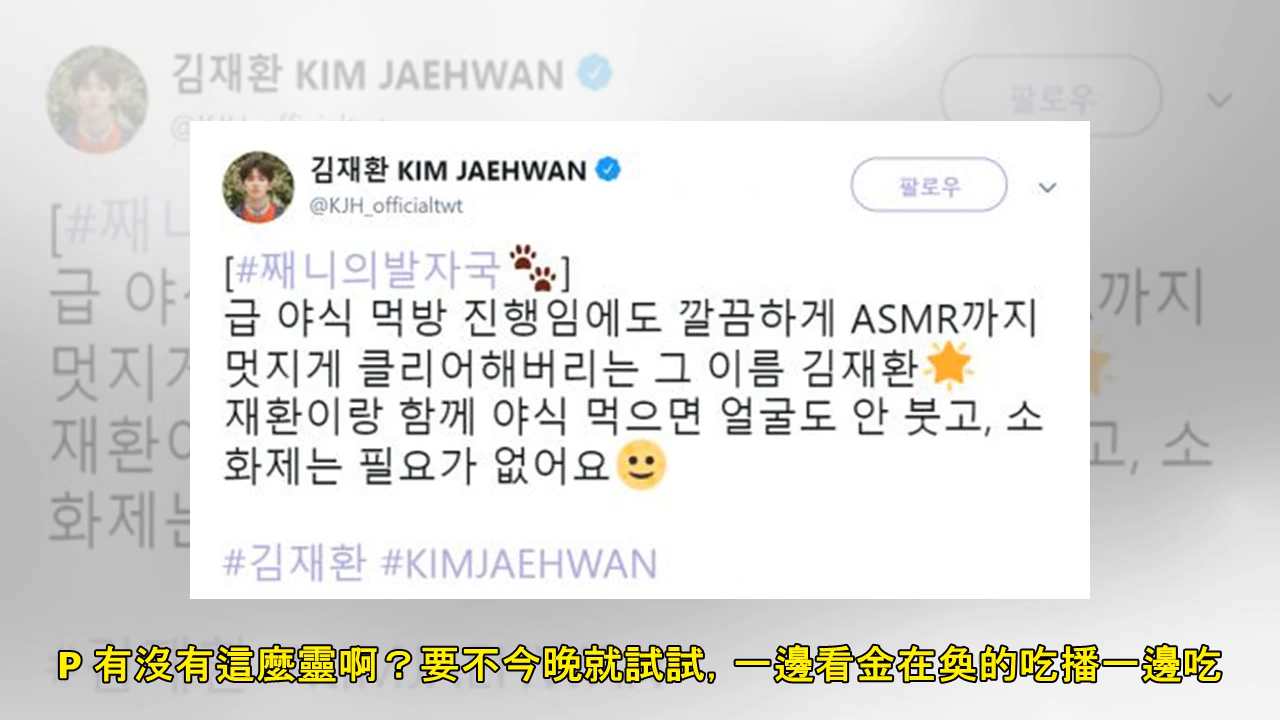 김재환 KIM JAEHWAN
@KJH_officialtwt
팔로우
[#째니의발자국🐾]
급 야식 먹방 진행임에도 깔끔하게 ASMR까지
멋지게 클리어해버리는 그 이름 김재환🌟
재환이랑 함께 야식 먹으면 얼굴도 안 붓고, 소
화제는 필요가 없어요🌝
#김재환 #KIMJAEHWAN
P 有沒有這麼靈啊？要不今晚就試試，一邊看金在奐的吃播一邊吃